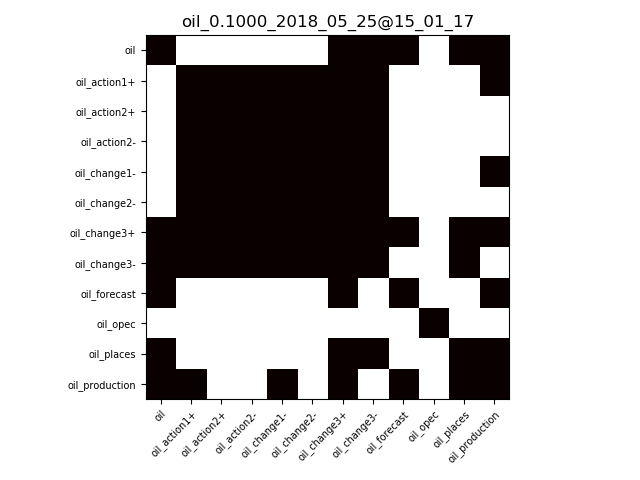 oil_0.1000_2018_05_25@15_01_17
oil
oil_action1+
oil_action2+
oil_action2-
oil_change1-
oil_change2-
oil_change3+
oil_change3-
oil_forecast
oil_opec
oil_places
oil_production
oil
oil_action1+
oil_action2+
oil_action2-
oil_change1-
oil_change2-
oil_change3+
oil_change3-
oil_forecast
oil_opec
oil_places
oil_production